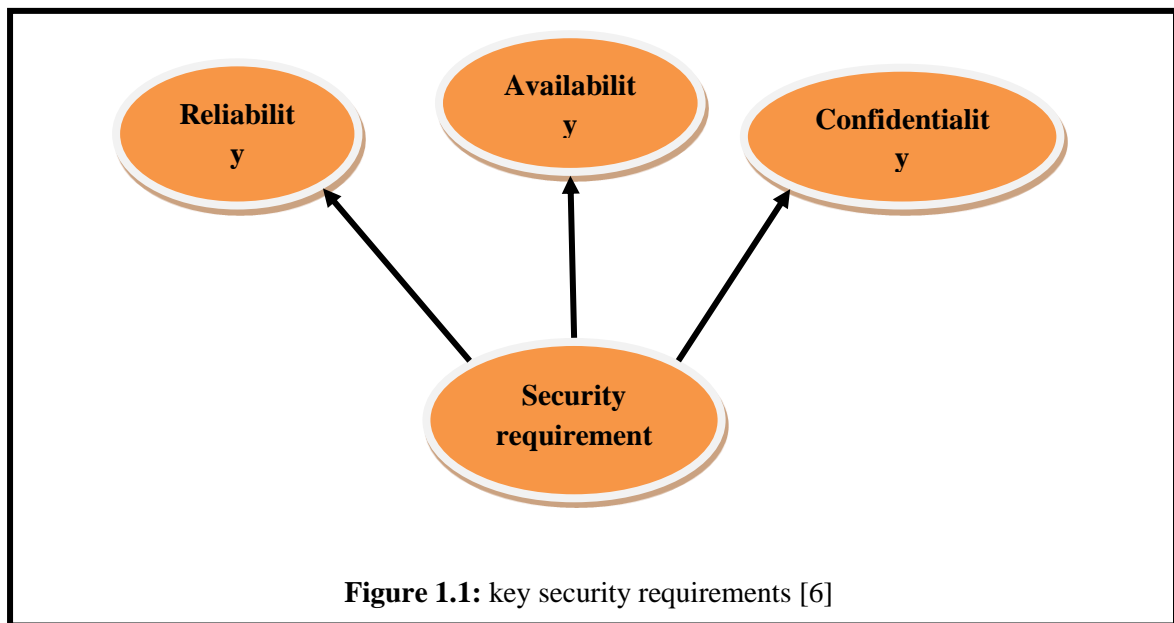 Reliabilit
y
Availabilit
y
Confidentialit
y
Security
requirement
Figure 1.1: key security requirements [6]